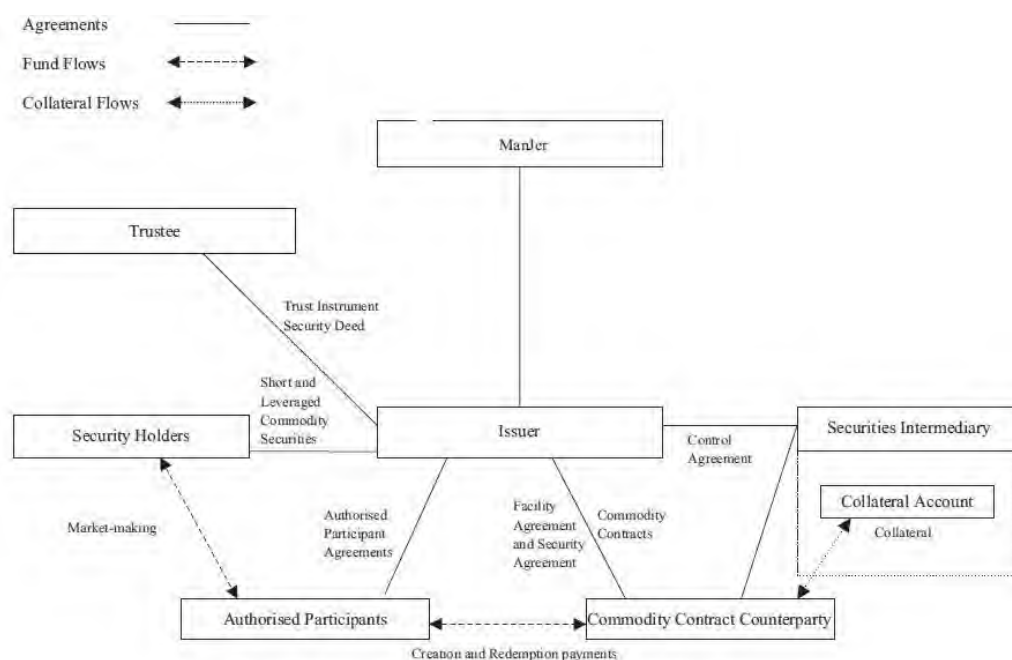 Agreements
Fund Flows
Collateral Flows
ManJer
Trustee
Trust Instrument
Security Deed
Short and
Leveraged
Commodity
Securities
Security Holders
Issuer
Securities Intermediary
Control
Agreement
Collateral Account
Collateral
Market-making
Authorised
Participant
Agreements
Facility
Agreement
and Security
Agreement
Commodity
Contracts
Authorised Participants
Commodity Contract Counterparty
Creation and Redemption payments